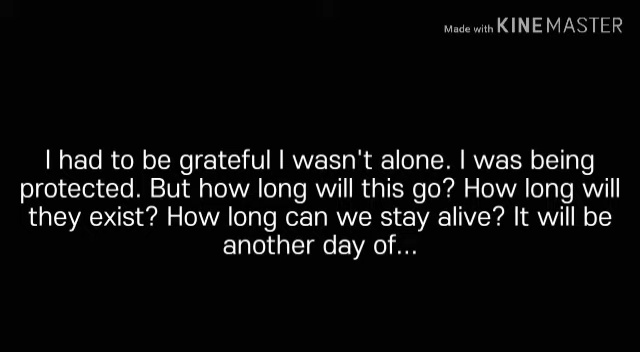 Made with KINEMASTER
I had to be grateful I wasn't alone. I was being
protected. But how long will this go? How long will
they exist? How long can we stay alive? It will be
another day of...